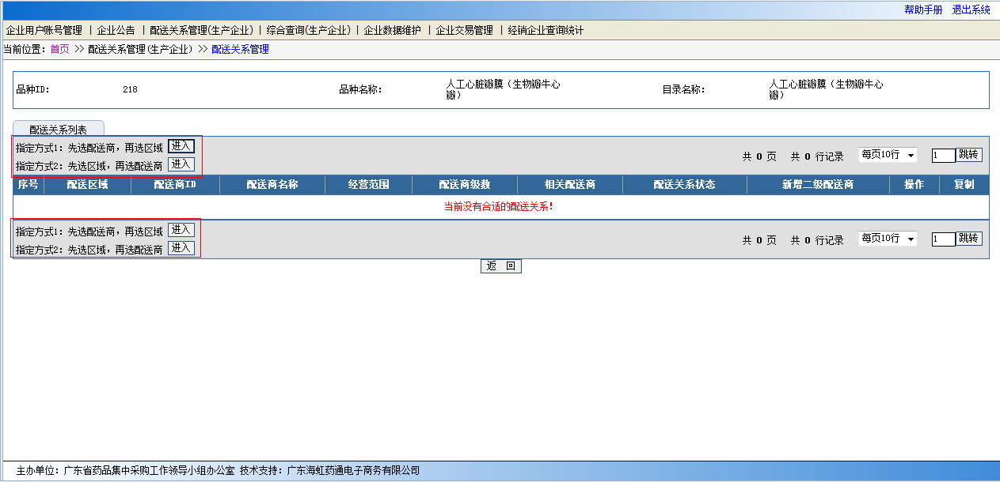 帮助手册 退出系统
企业用户账号管理 | 企业公告 | 配送关系管理(生产企业) | 综合查询(生产企业) | 企业数据维护 | 企业交易管理 | 经销企业查询统计
当前位置: 首页 >> 配送关系管理(生产企业) >> 配送关系管理
品种ID: 218 品种名称: 人工心脏瓣膜（生物瓣牛心 目录名称: 人工心脏瓣膜（生物瓣牛心
瓣） 瓣）
配送关系列表
指定方式1: 先选配送商, 再选区域 进入
指定方式2: 先选区域, 再选配送商 进入
共 0 页 共 0 行记录 每页10行 1 跳转
序号 配送区域 配送商ID 配送商名称 经营范围 配送商级数 相关配送商 配送关系状态 新增二级配送商 操作 复制
当前没有合适的配送关系!
指定方式1: 先选配送商, 再选区域 进入
指定方式2: 先选区域, 再选配送商 进入
共 0 页 共 0 行记录 每页10行 1 跳转
返 回
主办单位: 广东省药品集中采购工作领导小组办公室 技术支持: 广东海虹药通电子商务有限公司